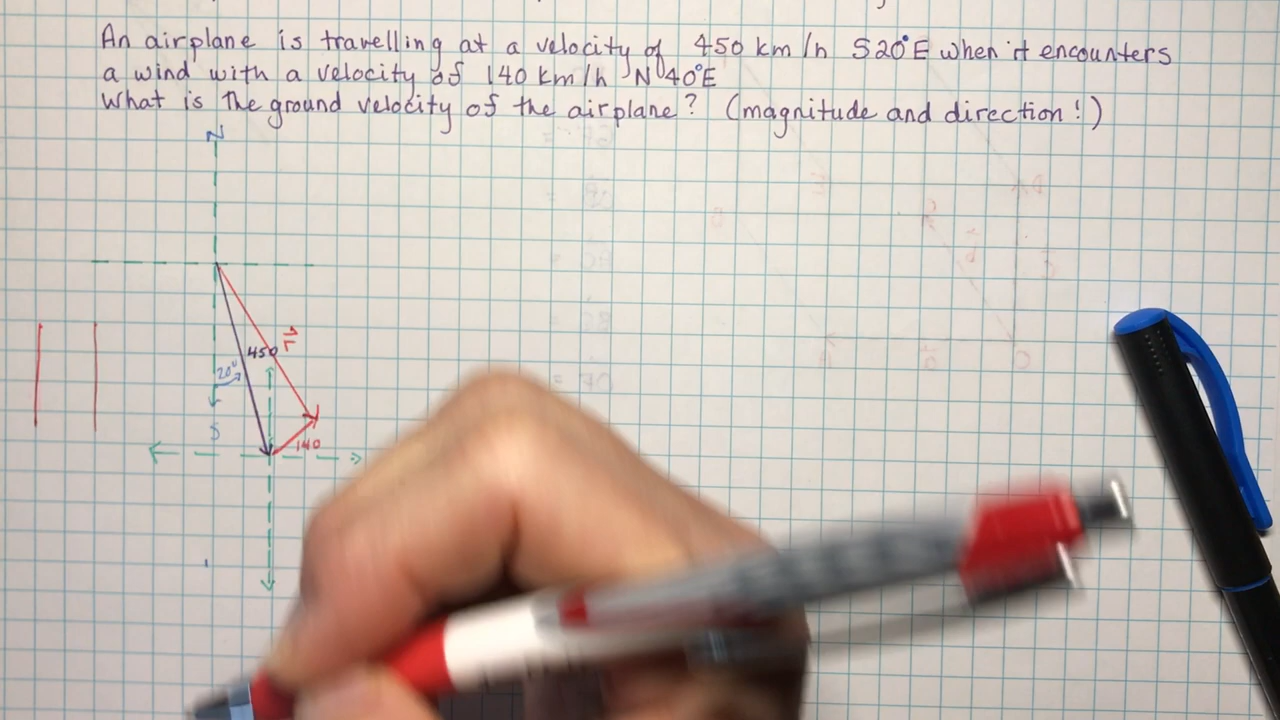 An airplane is travelling at a velocity of 450 km/h S20°E when it encounters
a wind with a velocity of 140 km/h N40°E
What is the ground velocity of the airplane? (magnitude and direction!)
N
r
450
20°
S
140